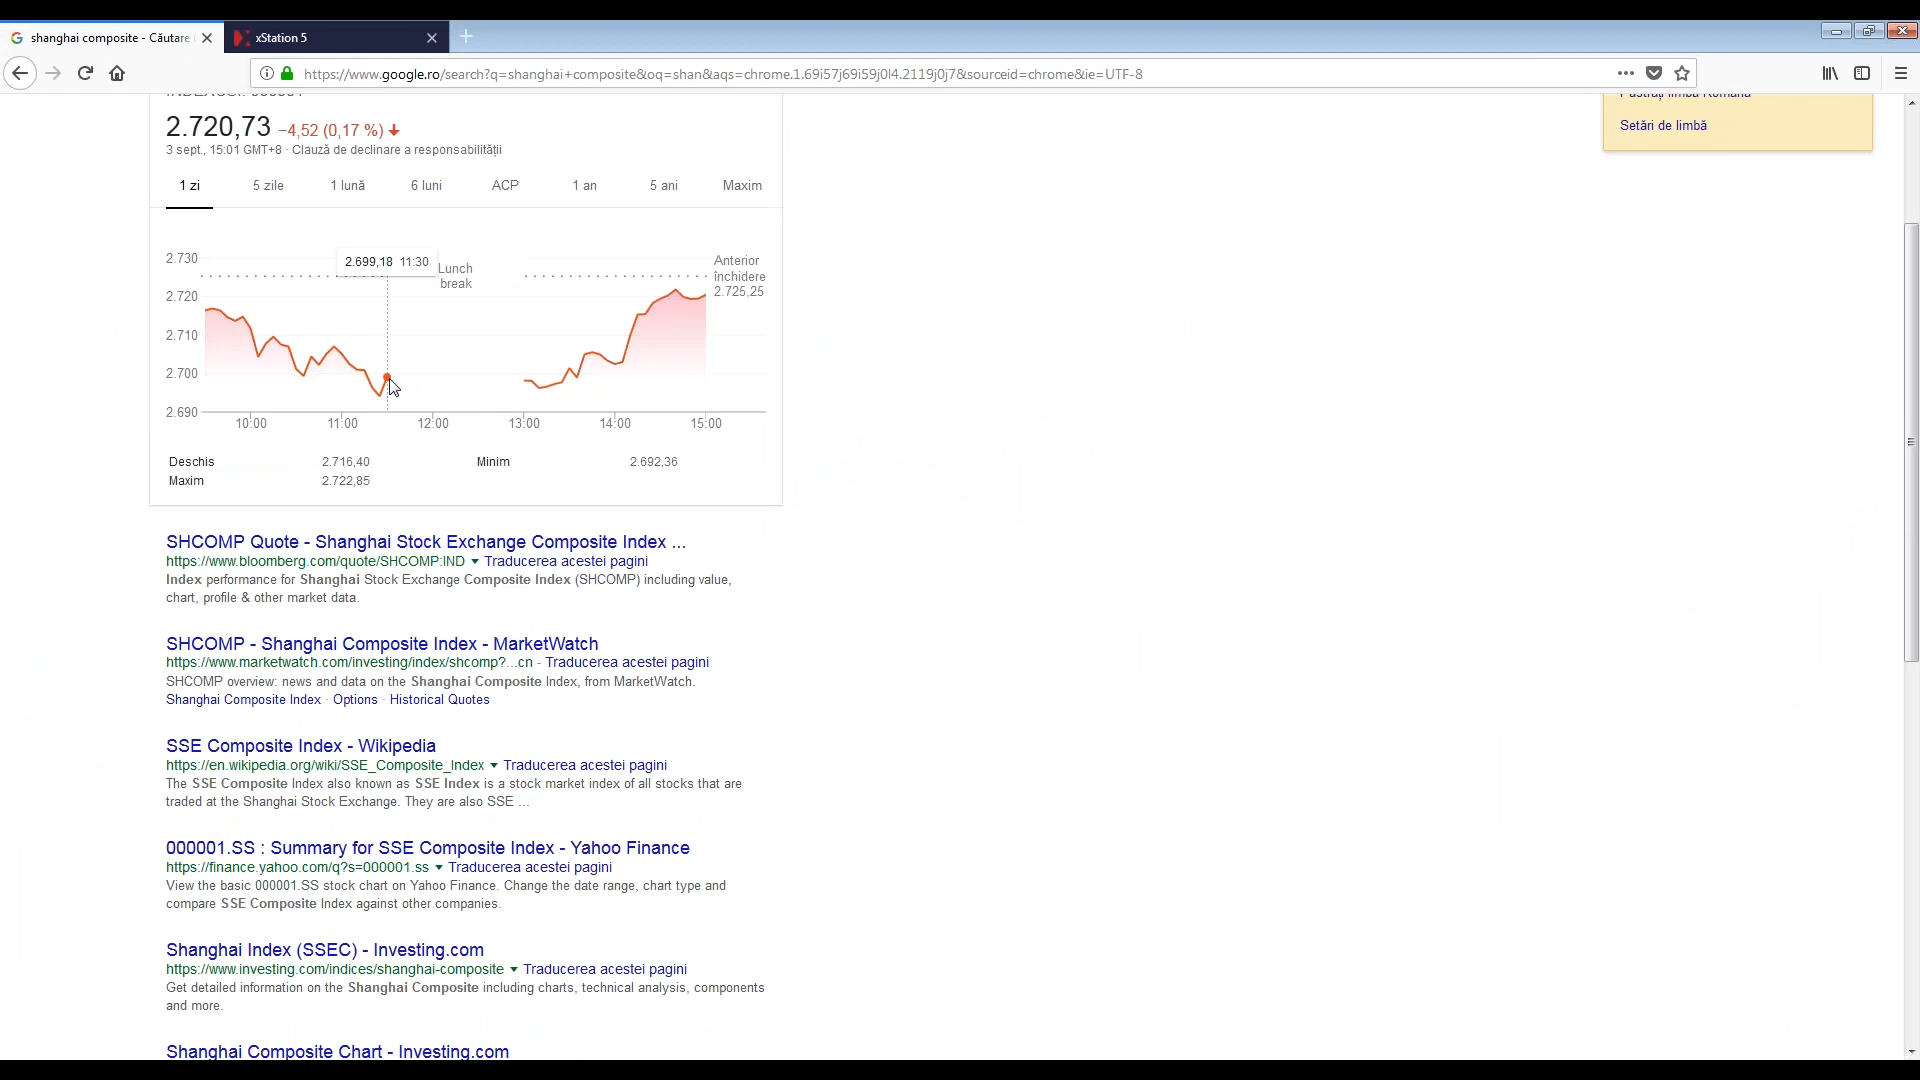 shanghai composite - Căutare
xStation 5
https://www.google.ro/search?q=shanghai+composite&oq=shan&aqs=chrome.1.69i57j69i59j0l4.2119j0j7&sourceid=chrome&ie=UTF-8
Setări de limbă
2.720,73 −4,52 (0,17 %)
3 sept., 15:01 GMT+8 · Clauză de declinare a responsabilității
1 zi 5 zile 1 lună 6 luni ACP 1 an 5 ani Maxim
2.730
2.720
2.710
2.700
2.690
2.699,18 11:30
Lunch
break
Anterior
închidere
2.725,25
10:00 11:00 12:00 13:00 14:00 15:00
Deschis 2.716,40 Minim 2.692,36
Maxim 2.722,85
SHCOMP Quote - Shanghai Stock Exchange Composite Index ...
https://www.bloomberg.com/quote/SHCOMP:IND Traducerea acestei pagini
Index performance for Shanghai Stock Exchange Composite Index (SHCOMP) including value,
chart, profile & other market data.
SHCOMP - Shanghai Composite Index - MarketWatch
https://www.marketwatch.com/investing/index/shcomp?...cn - Traducerea acestei pagini
SHCOMP overview: news and data on the Shanghai Composite Index, from MarketWatch.
Shanghai Composite Index · Options · Historical Quotes
SSE Composite Index - Wikipedia
https://en.wikipedia.org/wiki/SSE_Composite_Index Traducerea acestei pagini
The SSE Composite Index also known as SSE Index is a stock market index of all stocks that are
traded at the Shanghai Stock Exchange. They are also SSE ...
000001.SS : Summary for SSE Composite Index - Yahoo Finance
https://finance.yahoo.com/q?s=000001.ss Traducerea acestei pagini
View the basic 000001.SS stock chart on Yahoo Finance. Change the date range, chart type and
compare SSE Composite Index against other companies.
Shanghai Index (SSEC) - Investing.com
https://www.investing.com/indices/shanghai-composite Traducerea acestei pagini
Get detailed information on the Shanghai Composite including charts, technical analysis, components
and more.
Shanghai Composite Chart - Investing.com